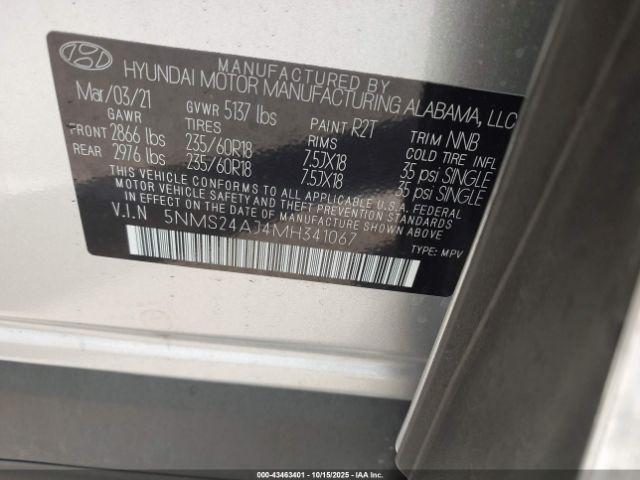 MANUFACTURED BY
HYUNDAI MOTOR MANUFACTURING ALABAMA, LLC
Mar/03/21 GVWR 5137 lbs PAINT R2T TRIM NNB
GAWR TIRES RIMS COLD TIRE INFL
FRONT 2866 lbs 235/60R18 7.5JX18 35 psi SINGLE
REAR 2976 lbs 235/60R18 7.5JX18 35 psi SINGLE
THIS VEHICLE CONFORMS TO ALL APPLICABLE U.S.A. FEDERAL
MOTOR VEHICLE SAFETY AND THEFT PREVENTION STANDARDS
IN EFFECT ON THE DATE OF MANUFACTURE SHOWN ABOVE
V.I.N 5NMS24AJ4MH341067
TYPE: MPV
000-43463401 - 10/15/2025 - IAAI.COM